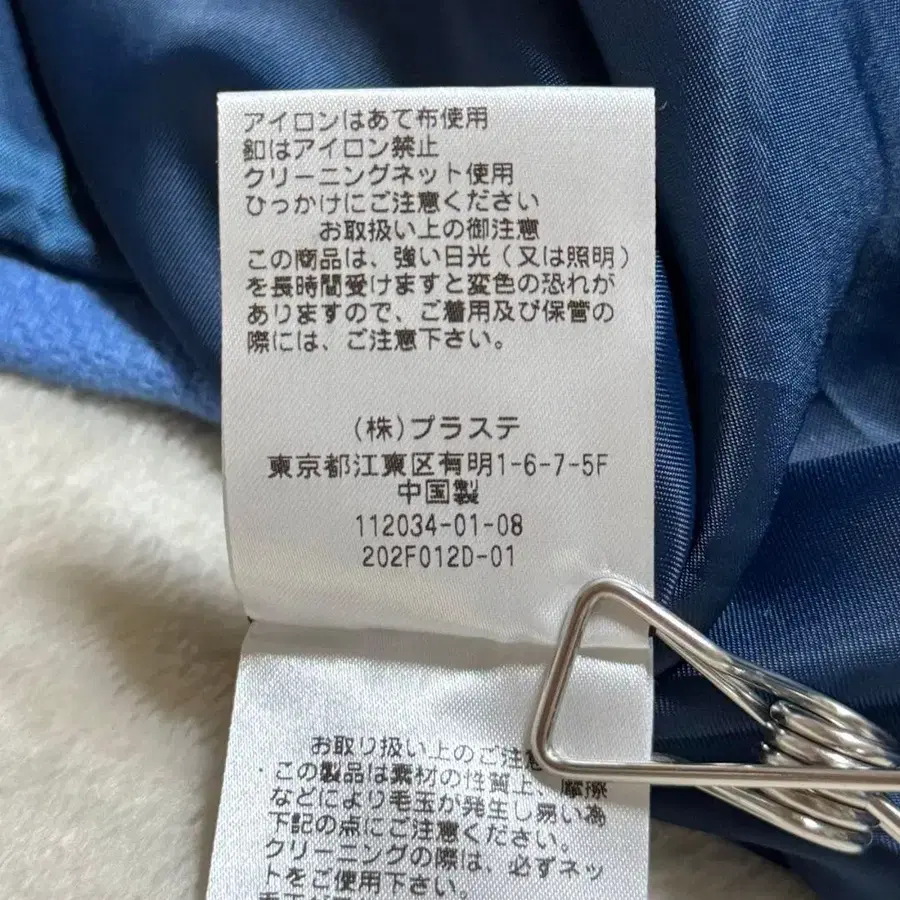 アイロンはあて布使用
釦はアイロン禁止
クリーニングネット使用
ひっかけにご注意ください
お取扱い上の御注意
この商品は、強い日光(又は照明)
を長時間受けますと変色の恐れが
ありますので、ご着用及び保管の
際には、ご注意下さい。
(株)プラステ
東京都江東区有明1-6-7-5F
中国製
112034-01-08
202F012D-01
お取り扱い上のご注意
この製品は素材の性質上、摩擦
などにより毛玉が発生し易い為
下記の点にご注意ください。
クリーニングの際は、必ずネッ
トをご使用下さい。